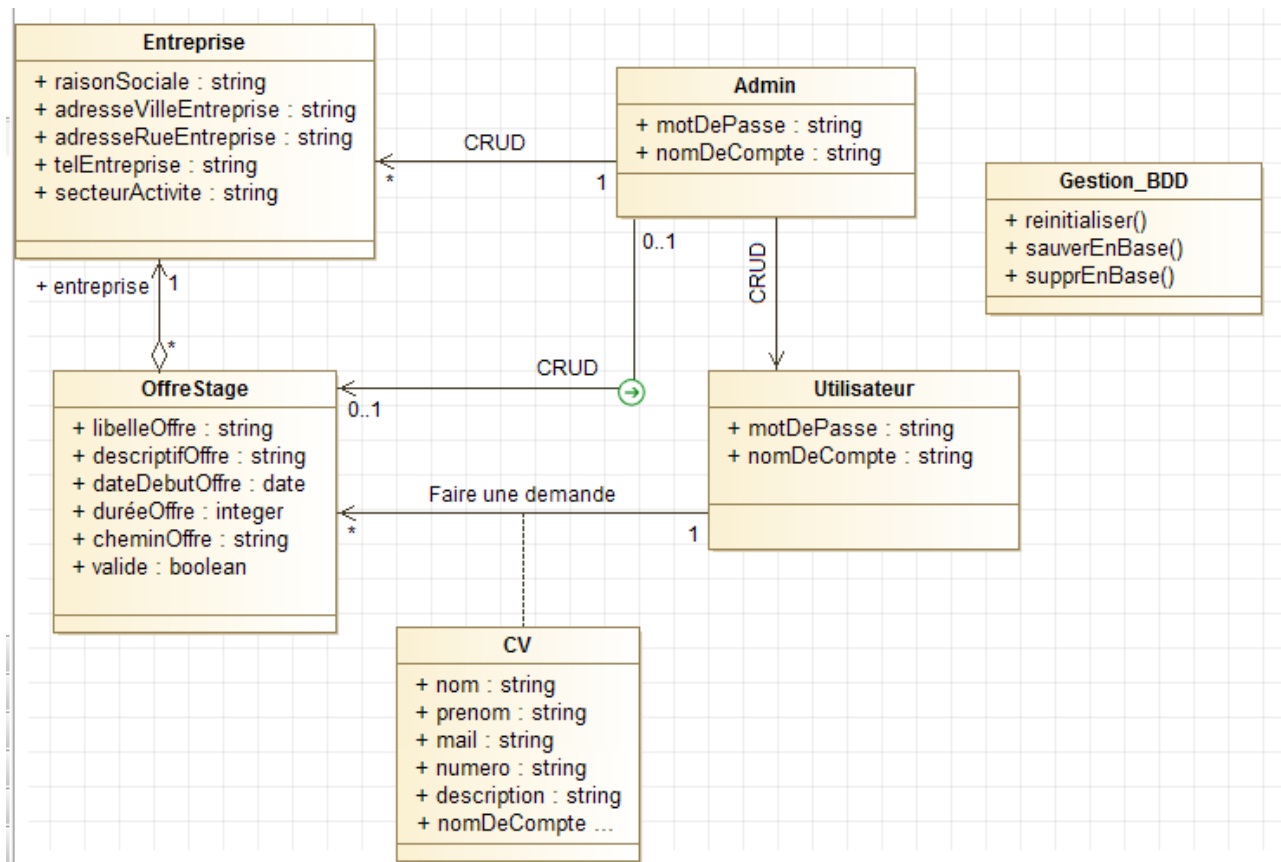 Entreprise
+ raisonSociale : string
+ adresseVilleEntreprise : string
+ adresseRueEntreprise : string
+ telEntreprise : string
+ secteurActivite : string
CRUD
*
1
Admin
+ motDePasse : string
+ nomDeCompte : string
Gestion_BDD
+ reinitialiser()
+ sauverEnBase()
+ supprEnBase()
0..1
CRUD
+ entreprise
1
*
CRUD
0..1
OffreStage
+ libelleOffre : string
+ descriptifOffre : string
+ dateDebutOffre : date
+ duréeOffre : integer
+ cheminOffre : string
+ valide : boolean
Utilisateur
+ motDePasse : string
+ nomDeCompte : string
Faire une demande
*
1
CV
+ nom : string
+ prenom : string
+ mail : string
+ numero : string
+ description : string
+ nomDeCompte ...